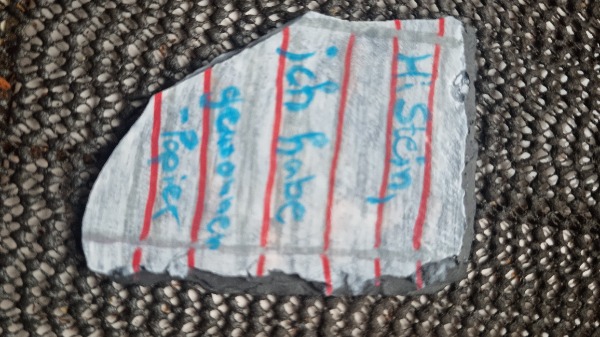 Hi Stein,
ich habe
gewonnen
-Papier